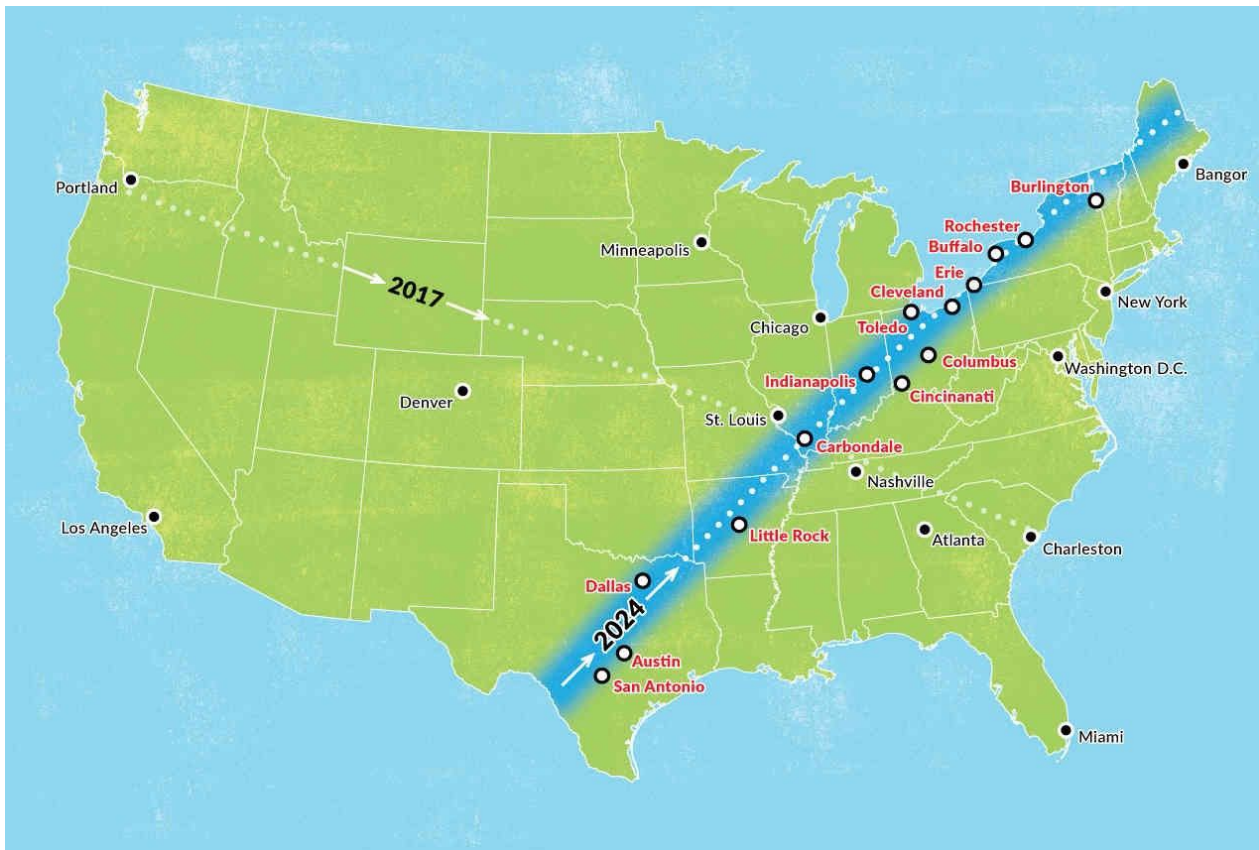 Portland
Burlington
Bangor
Rochester
Minneapolis
Buffalo
Erie
2017
Cleveland
New York
Chicago
Toledo
Columbus
Washington D.C.
Indianapolis
Cincinanati
Denver
St. Louis
Carbondale
Nashville
Los Angeles
Little Rock
Atlanta
Charleston
Dallas
2024
Austin
San Antonio
Miami